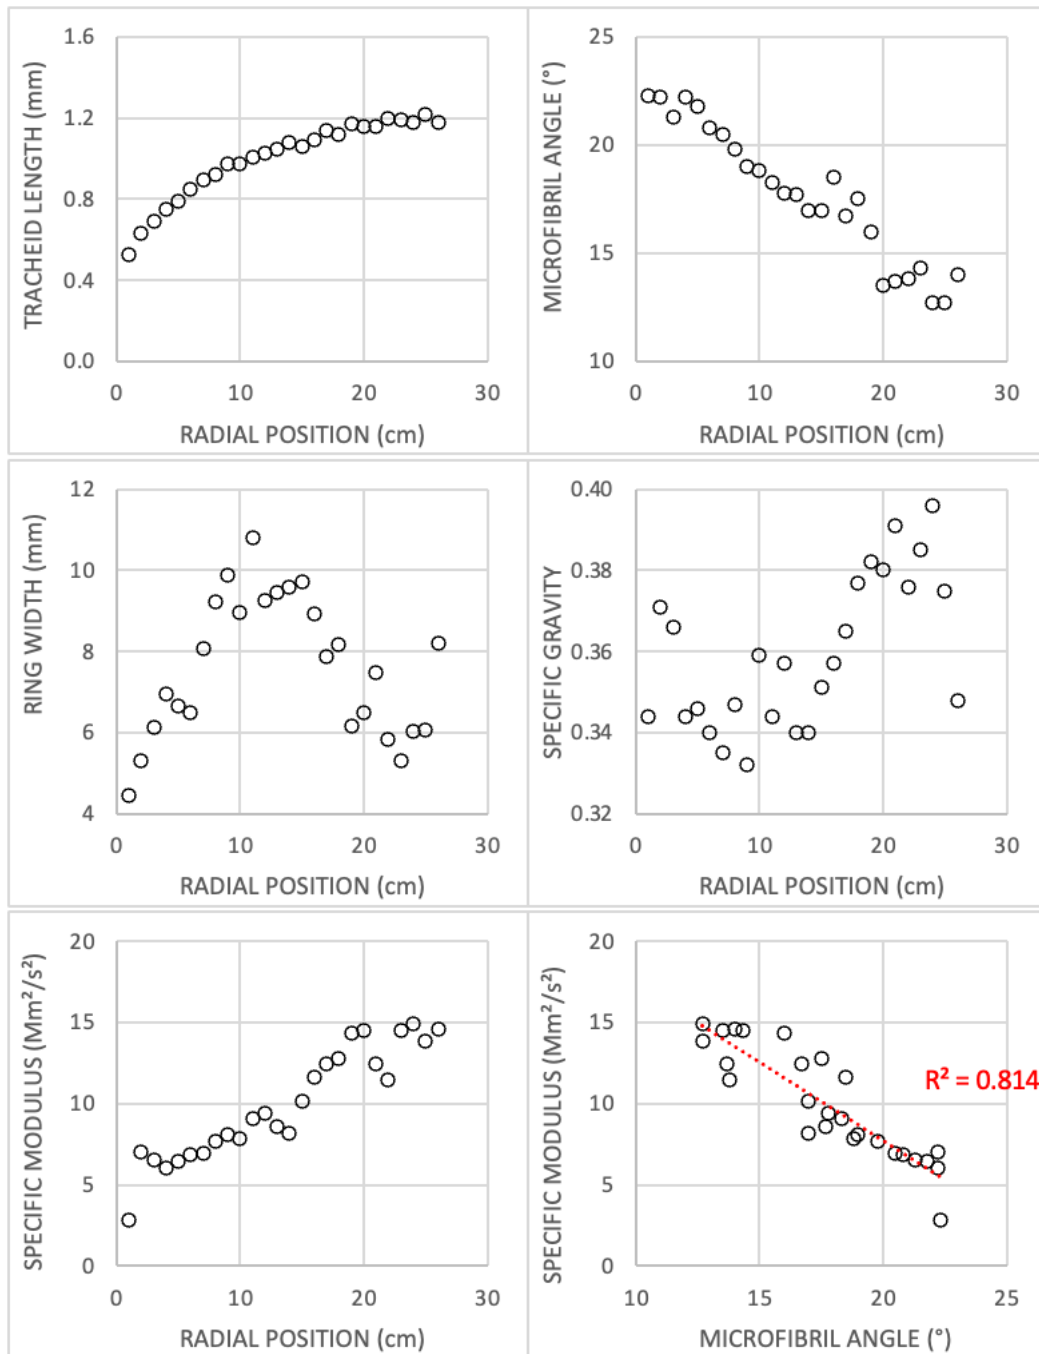 TRACHEID LENGTH (mm)
1.6
1.2
0.8
0.4
0.0
0 10 20 30
RADIAL POSITION (cm)
MICROFIBRIL ANGLE (°)
25
20
15
10
0 10 20 30
RADIAL POSITION (cm)
RING WIDTH (mm)
12
10
8
6
4
0 10 20 30
RADIAL POSITION (cm)
SPECIFIC GRAVITY
0.40
0.38
0.36
0.34
0.32
0 10 20 30
RADIAL POSITION (cm)
SPECIFIC MODULUS (Mm²/s²)
20
15
10
5
0
0 10 20 30
RADIAL POSITION (cm)
SPECIFIC MODULUS (Mm²/s²)
20
15
10
5
0
R² = 0.814
10 15 20 25
MICROFIBRIL ANGLE (°)